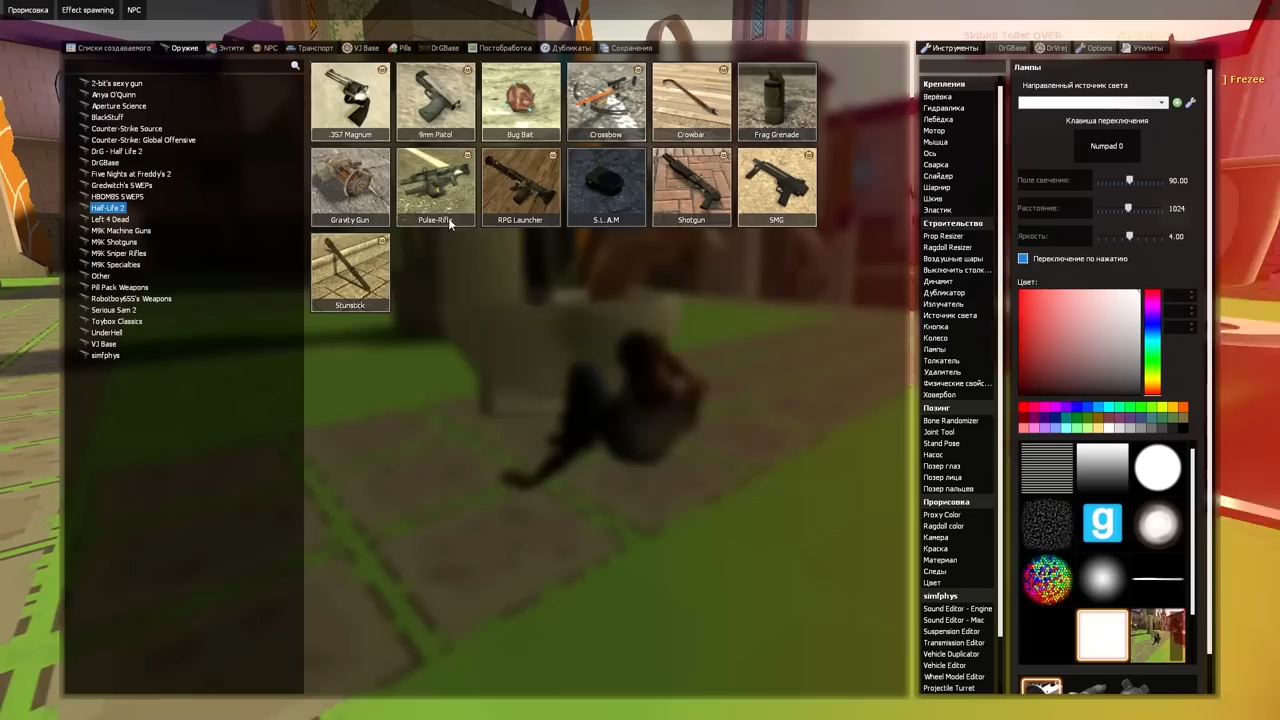 Прорисовка
Effect spawning
NPC
Списки создаваемого
Оружие
Энтити
NPC
Транспорт
VJ Base
Pills
DrGBase
Постобработка
Дубликаты
Сохранения
2-bit's sexy gun
Anya O'Quinn
Aperture Science
BlackStuff
Counter-Strike Source
Counter-Strike: Global Offensive
DrG - Half Life 2
DrGBase
Five Nights at Freddy's 2
Gredwitch's SWEPs
HBOMBS SWEPS
Half-Life 2
Left 4 Dead
M9K Machine Guns
M9K Shotguns
M9K Sniper Rifles
M9K Specialties
Other
Pill Pack Weapons
Robotboy655's Weapons
Serious Sam 2
Toybox Classics
UnderHell
VJ Base
simfphys
.357 Magnum
9mm Pistol
Bug Bait
Crossbow
Crowbar
Frag Grenade
Gravity Gun
Pulse-Rifle
RPG Launcher
S.L.A.M
Shotgun
SMG
Stunstick
Инструменты
DrGBase
DrVrej
Options
Утилиты
Крепления
Верёвка
Гидравлика
Лебёдка
Мотор
Мышца
Ось
Сварка
Слайдер
Шарнир
Шкив
Эластик
Строительство
Prop Resizer
Ragdoll Resizer
Воздушные шары
Выключить столк...
Динамит
Дубликатор
Излучатель
Источник света
Кнопка
Колесо
Лампы
Толкатель
Удалитель
Физические свойс...
Ховербол
Позинг
Bone Randomizer
Joint Tool
Stand Pose
Насос
Позер глаз
Позер лица
Позер пальцев
Прорисовка
Proxy Color
Ragdoll color
Камера
Краска
Материал
Следы
Цвет
simfphys
Sound Editor - Engine
Sound Editor - Misc
Suspension Editor
Transmission Editor
Vehicle Duplicator
Vehicle Editor
Wheel Model Editor
Projectile Turret
Лампы
Направленный источник света
Клавиша переключения
Numpad 0
Поле свечения:
90.00
Расстояние:
1024
Яркость:
4.00
Переключение по нажатию
Цвет:
g
] Frezee